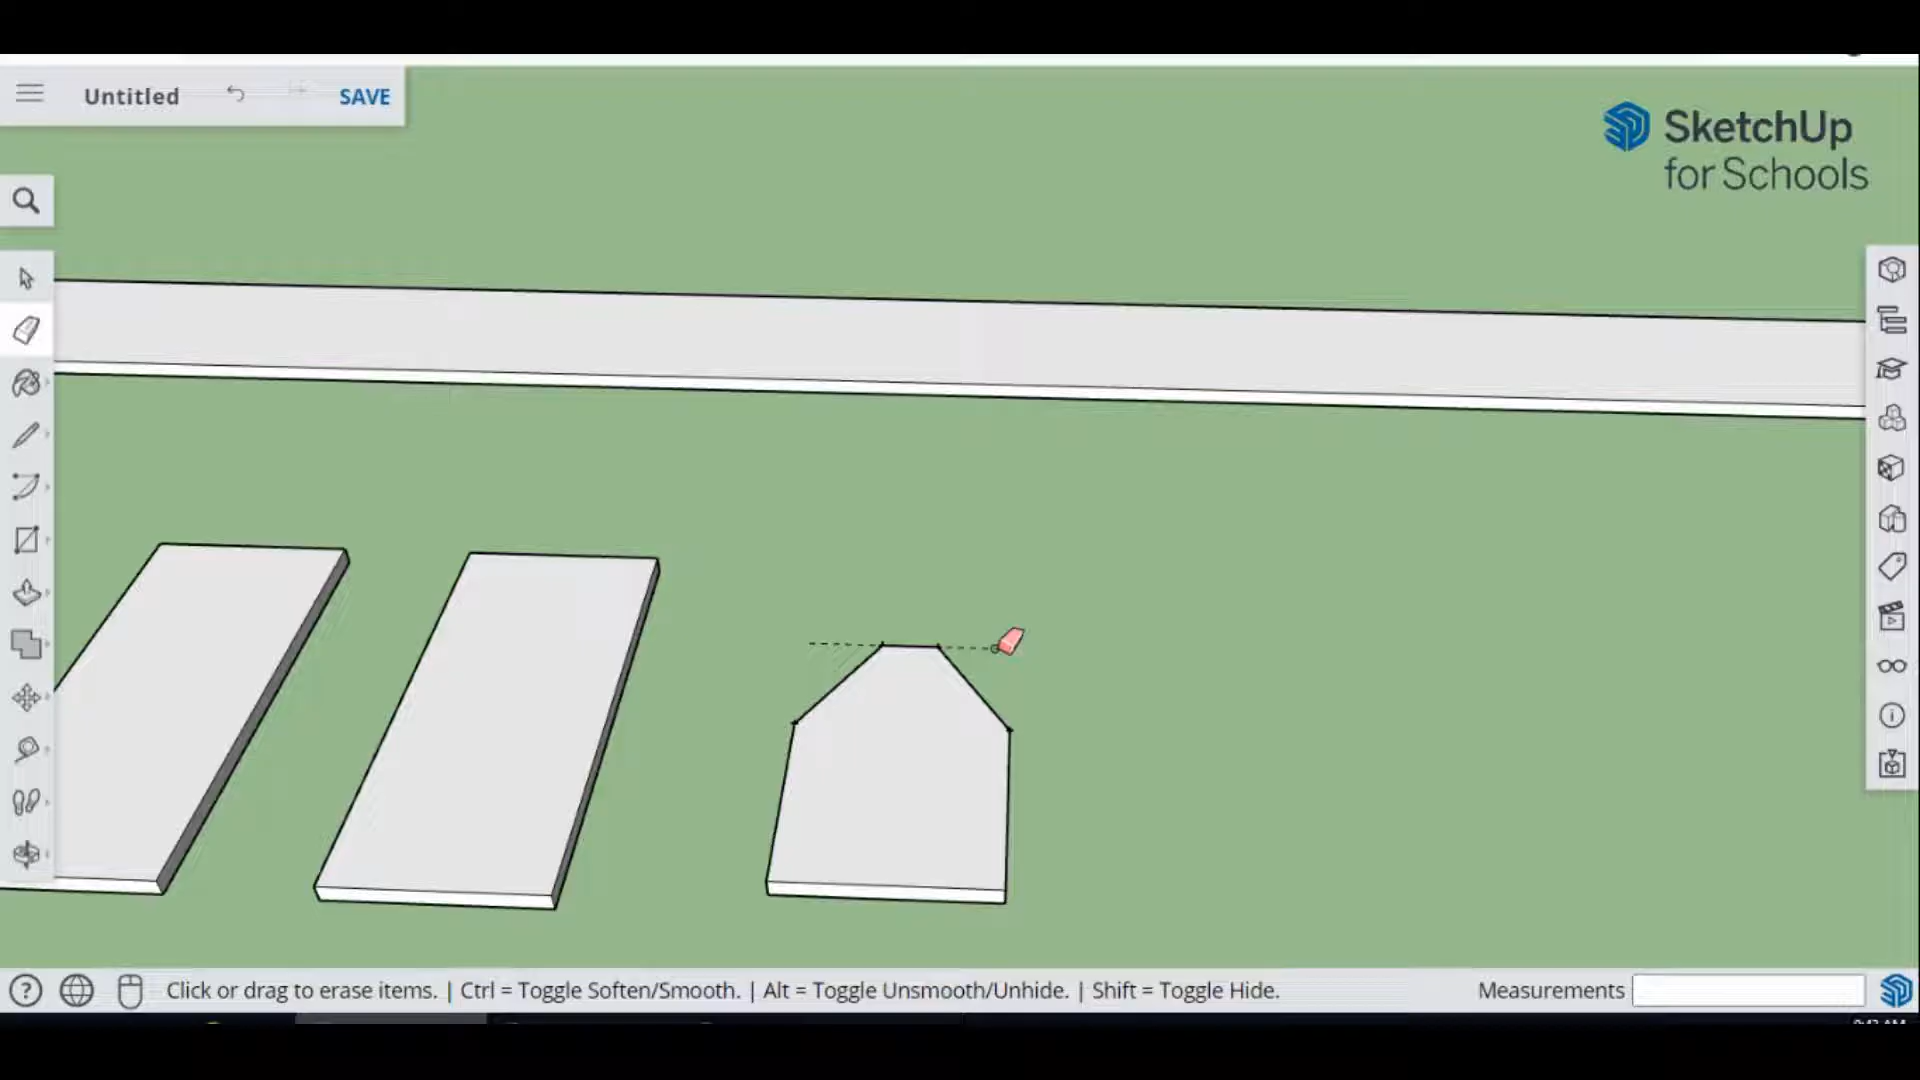 Untitled
SAVE
SketchUp
for Schools
Click or drag to erase items. | Ctrl = Toggle Soften/Smooth. | Alt = Toggle Unsmooth/Unhide. | Shift = Toggle Hide.
Measurements